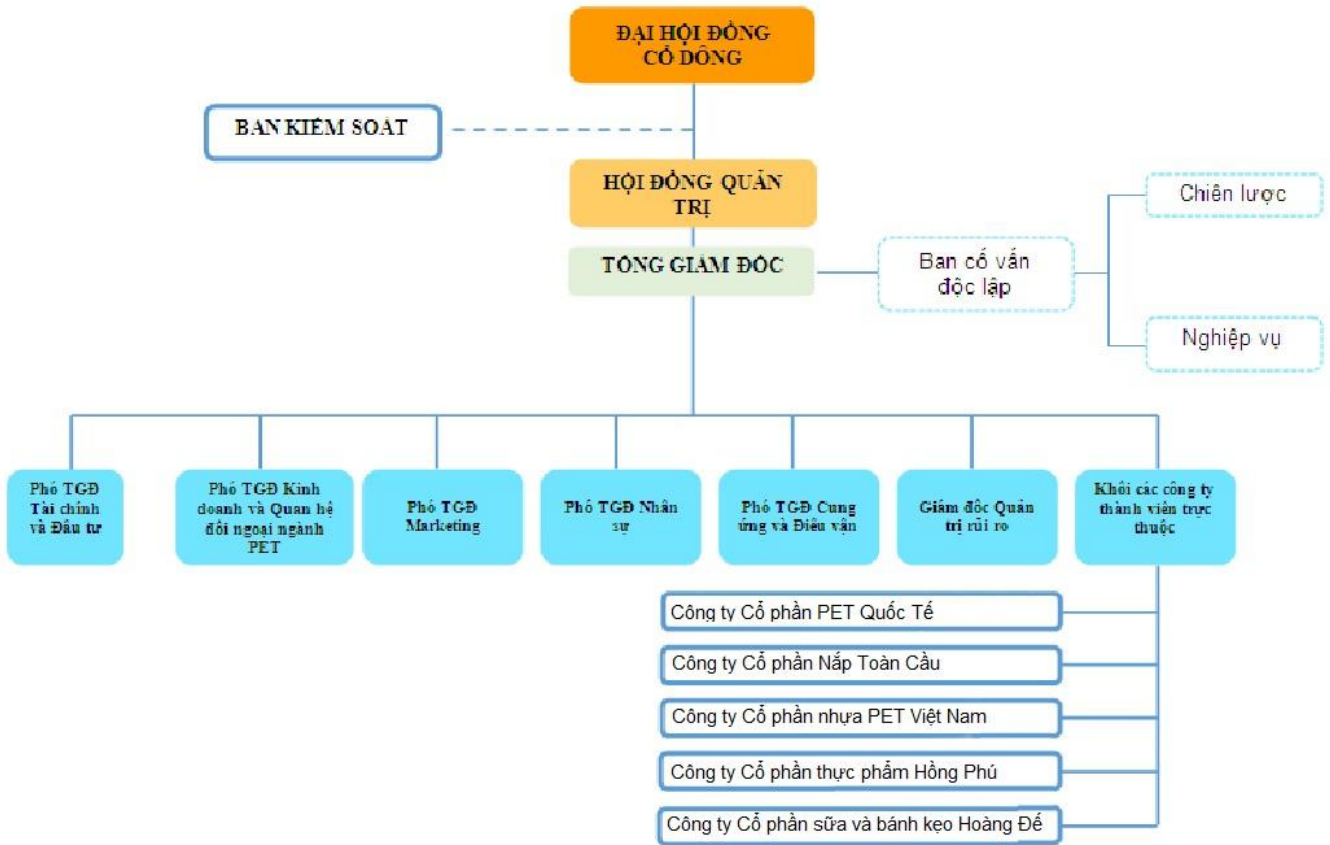 ĐẠI HỘI ĐỒNG
CỔ DÔNG
BAN KIỂM SOÁT
HỘI ĐỒNG QUẢN
TRỊ
TỔNG GIÁM ĐỐC
Ban cố vấn
độc lập
Chiến lược
Nghiệp vụ
Phó TGĐ
Tài chính
và Đầu tư
Phó TGĐ Kinh
doanh và Quan hệ
đối ngoại ngành
PET
Phó TGĐ
Marketing
Phó TGĐ Nhân
sự
Phó TGĐ Cung
ứng và Điều vận
Giám đốc Quản
trị rủi ro
Khối các công ty
thành viên trực
thuộc
Công ty Cổ phần PET Quốc Tế
Công ty Cổ phần Nắp Toàn Cầu
Công ty Cổ phần nhựa PET Việt Nam
Công ty Cổ phần thực phẩm Hồng Phú
Công ty Cổ phần sữa và bánh kẹo Hoàng Đế